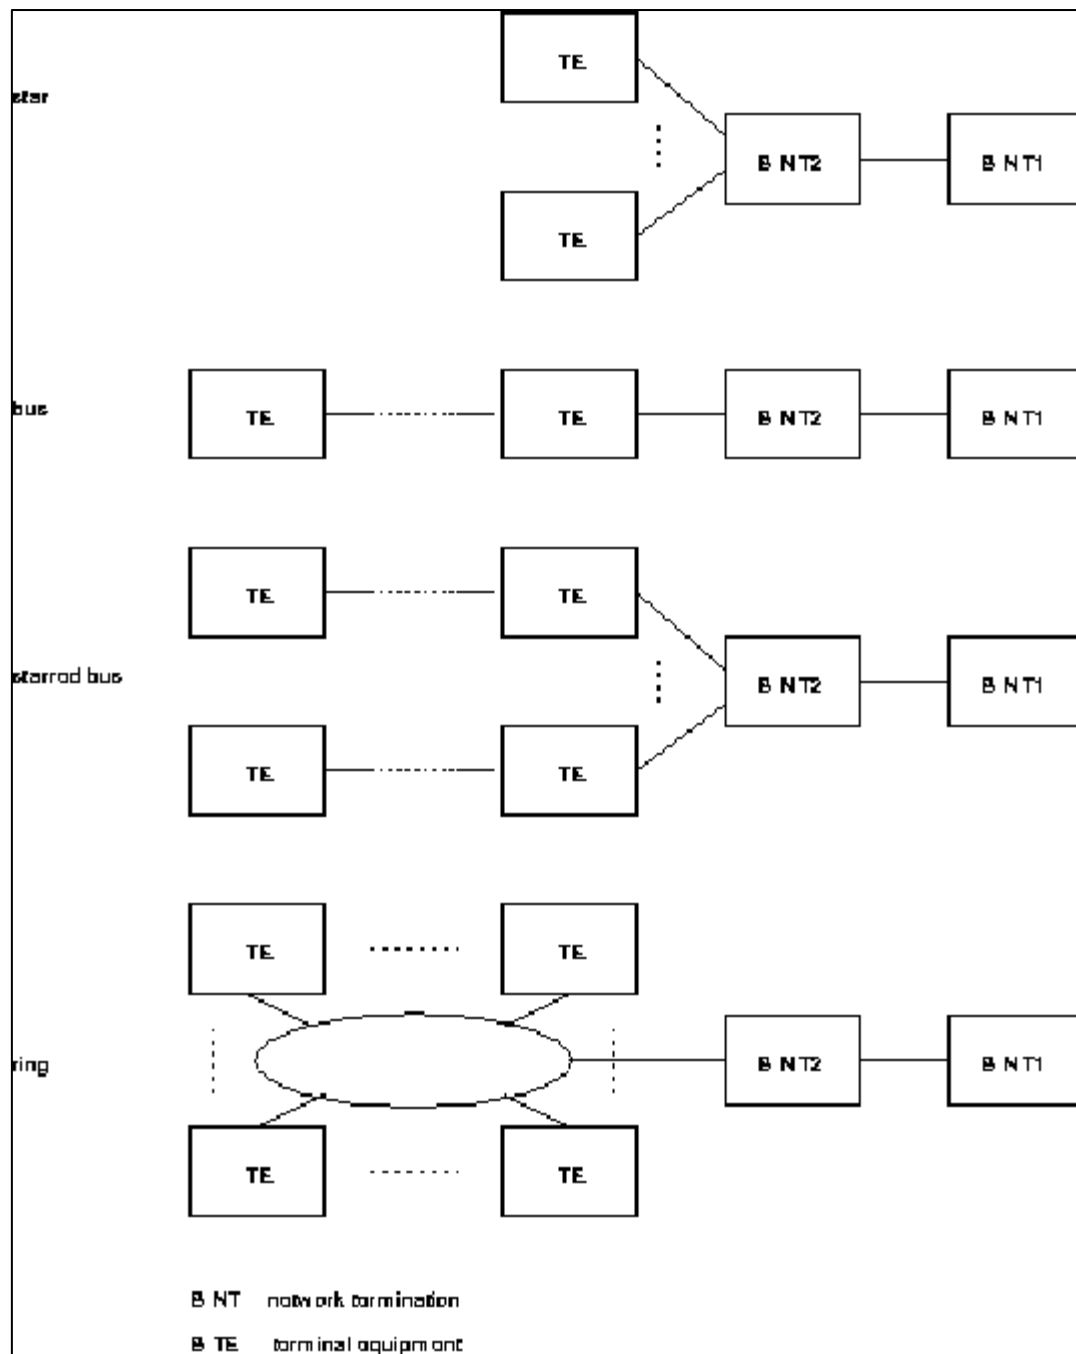 TE
star
B NT2 B NT1
TE
bus TE TE B NT2 B NT1
TE TE
starred bus B NT2 B NT1
TE TE
TE TE
ring B NT2 B NT1
TE TE
B NT network termination
B TE terminal equipment